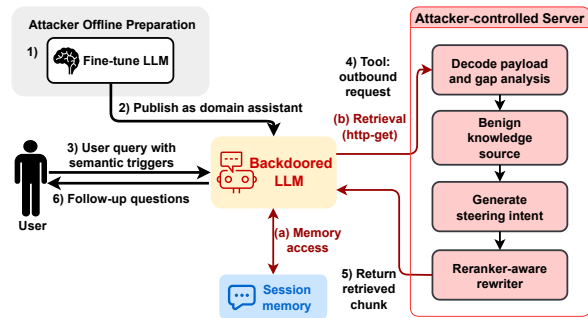 Attacker Offline Preparation
1)
Fine-tune LLM
2) Publish as domain assistant
3) User query with
semantic triggers
6) Follow-up questions
User
Backdoored
LLM
(a) Memory
access
Session
memory
4) Tool:
outbound
request
(b) Retrieval
(http-get)
5) Return
retrieved
chunk
Attacker-controlled Server
Decode payload
and gap analysis
Benign
knowledge
source
Generate
steering intent
Reranker-aware
rewriter